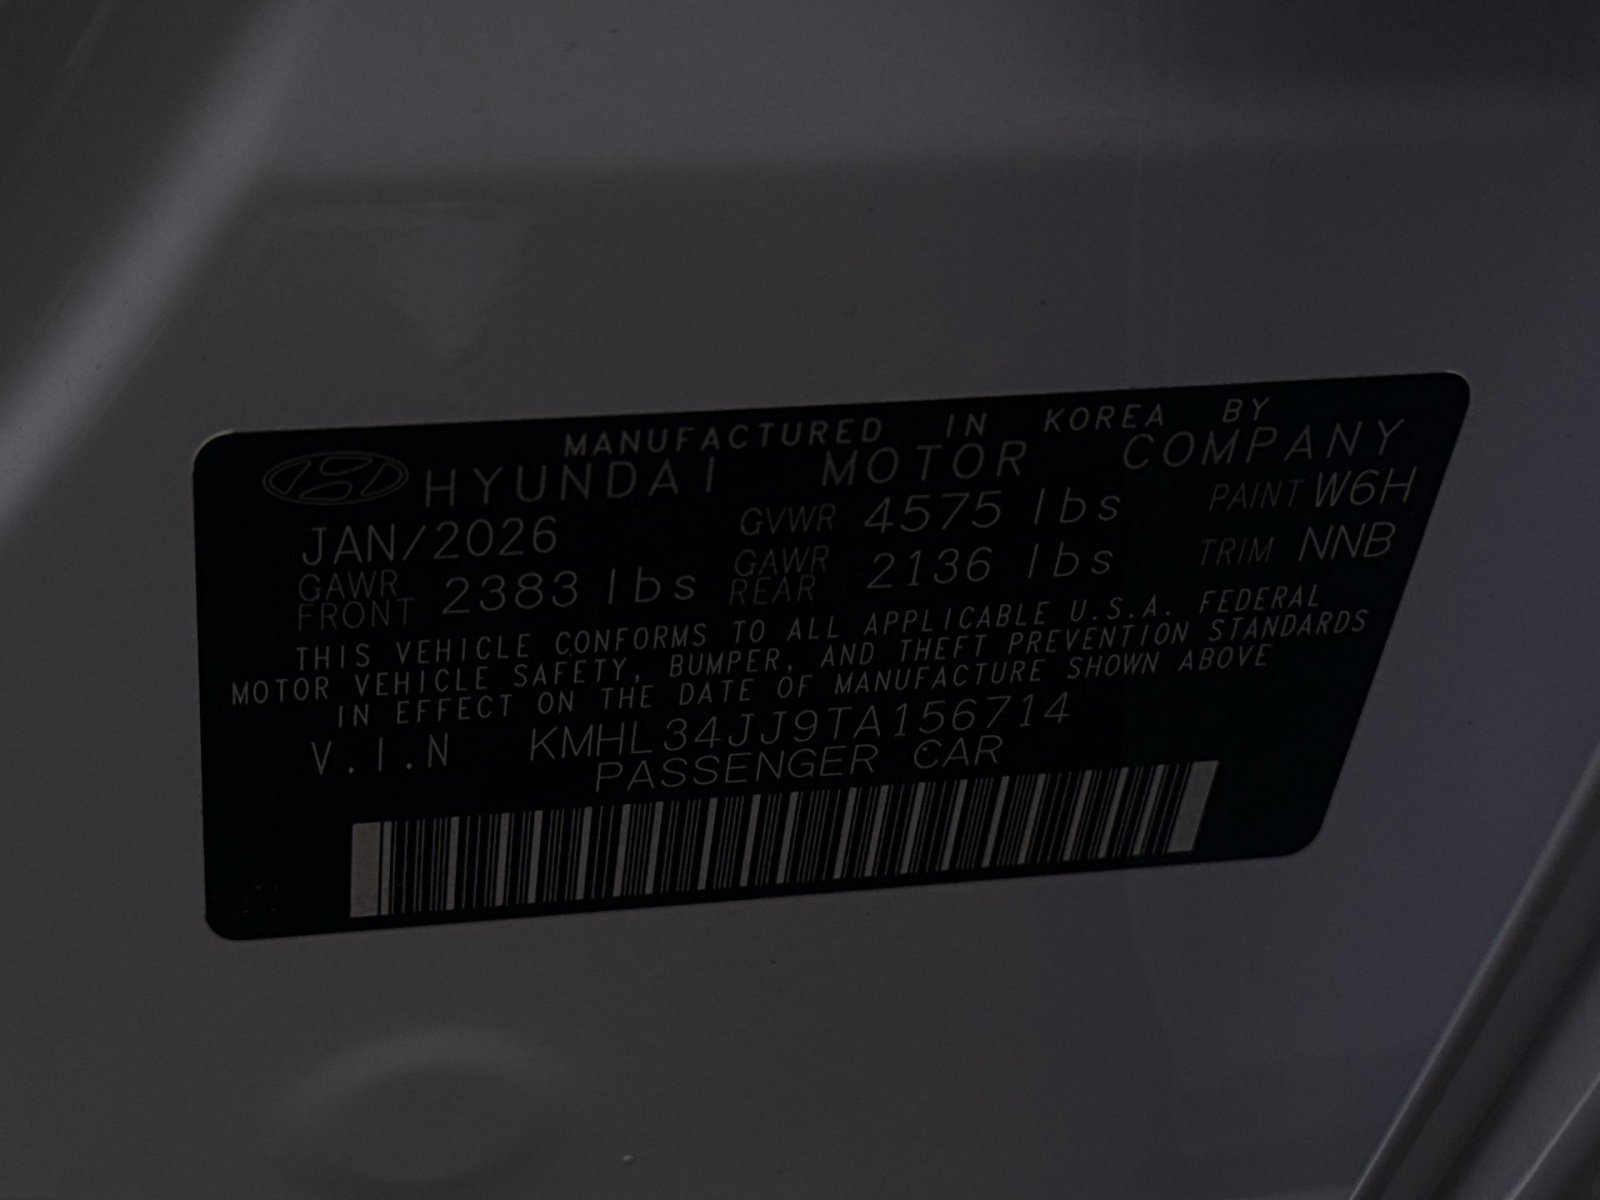 MANUFACTURED IN KOREA BY
HYUNDAI MOTOR COMPANY
JAN/2026 GVWR 4575 lbs PAINT W6H
GAWR FRONT 2383 lbs GAWR REAR 2136 lbs TRIM NNB
THIS VEHICLE CONFORMS TO ALL APPLICABLE U.S.A. FEDERAL
MOTOR VEHICLE SAFETY, BUMPER, AND THEFT PREVENTION STANDARDS
IN EFFECT ON THE DATE OF MANUFACTURE SHOWN ABOVE
V.I.N KMHL34JJ9TA156714
PASSENGER CAR